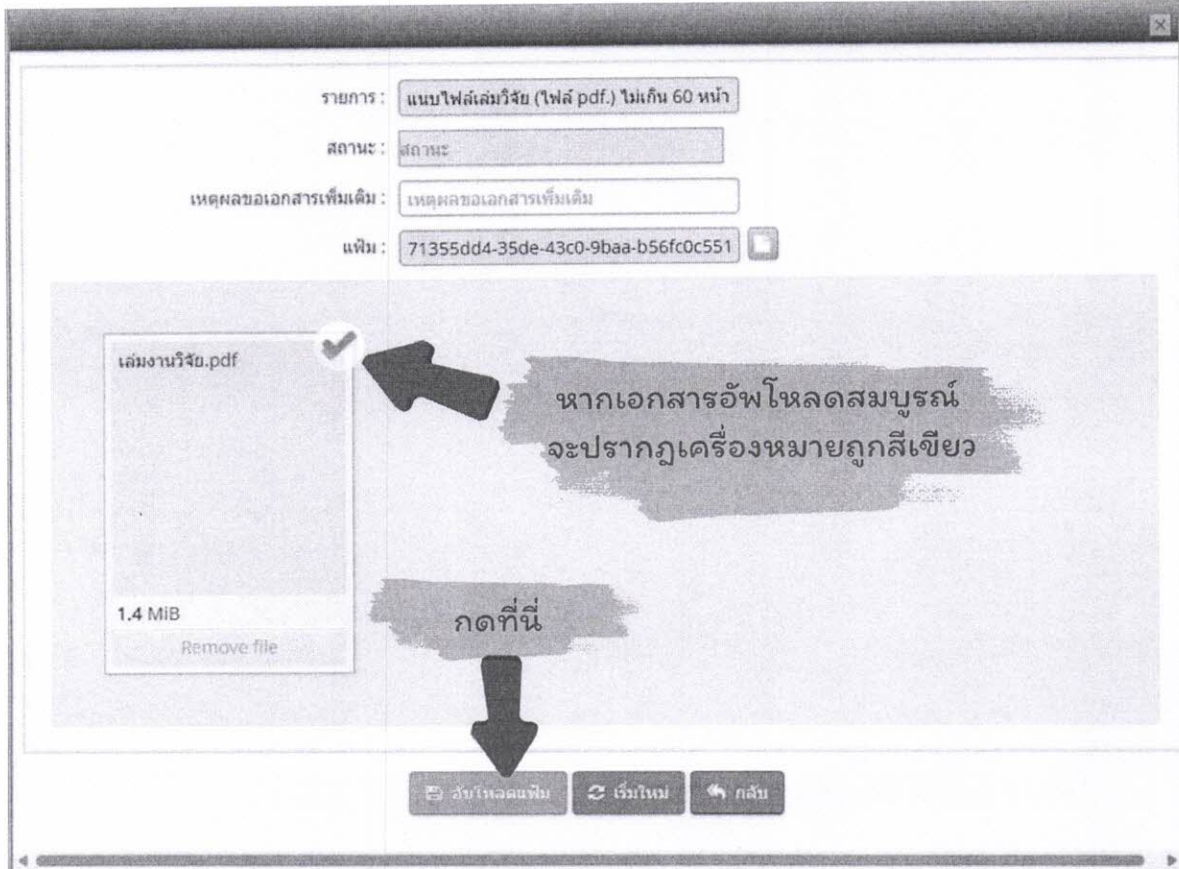 รายการ : แนบไฟล์เล่มวิจัย (ไฟล์ pdf.) ไม่เกิน 60 หน้า
สถานะ : สถานะ
เหตุผลขอเอกสารเพิ่มเติม : เหตุผลขอเอกสารเพิ่มเติม
แฟ้ม : 71355dd4-35de-43c0-9baa-b56fc0c551
เล่มงานวิจัย.pdf
หากเอกสารอัพโหลดสมบูรณ์
จะปรากฏเครื่องหมายถูกสีเขียว
1.4 MiB
Remove file
กดที่นี่
อัปโหลดแฟ้ม เริ่มใหม่ กลับ